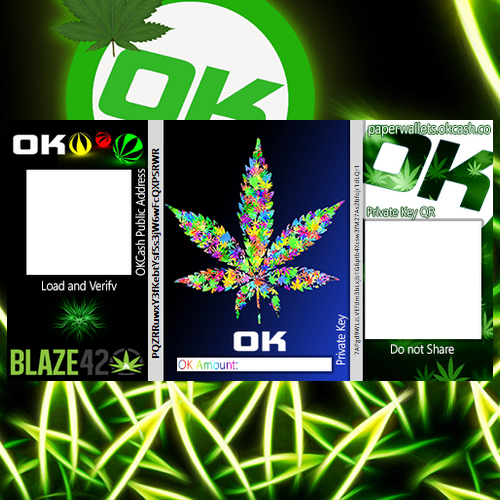 OK
OK
OKCash Public Address
Load and Verify
BLAZE420
OK
OK Amount:
Private Key
paperwallets.okcash.co
OK
Private Key QR
Do not Share